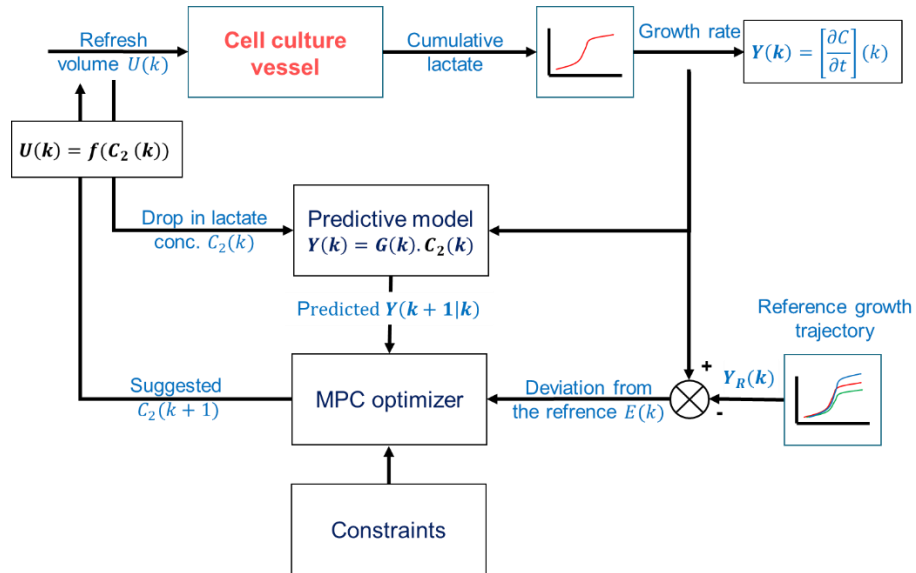 Refresh
volume U(k)
Cell culture
vessel
Cumulative
lactate
Growth rate
Y(k) = [∂C/∂t](k)
U(k) = f(C₂ (k))
Drop in lactate
conc. C₂(k)
Predictive model
Y(k) = G(k). C₂(k)
Predicted Y(k + 1|k)
Reference growth
trajectory
Suggested
C₂(k + 1)
MPC optimizer
Deviation from
the refrence E(k)
+
-
Y_R(k)
Constraints